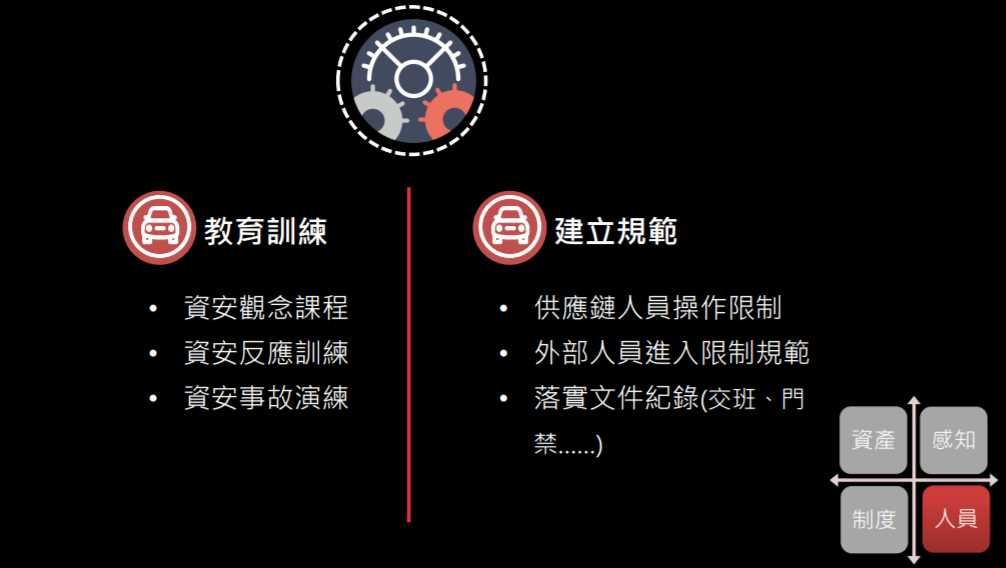 教育訓練
• 資安觀念課程
• 資安反應訓練
• 資安事故演練
建立規範
• 供應鏈人員操作限制
• 外部人員進入限制規範
• 落實文件紀錄(交班、門
禁......)
資產
感知
制度
人員